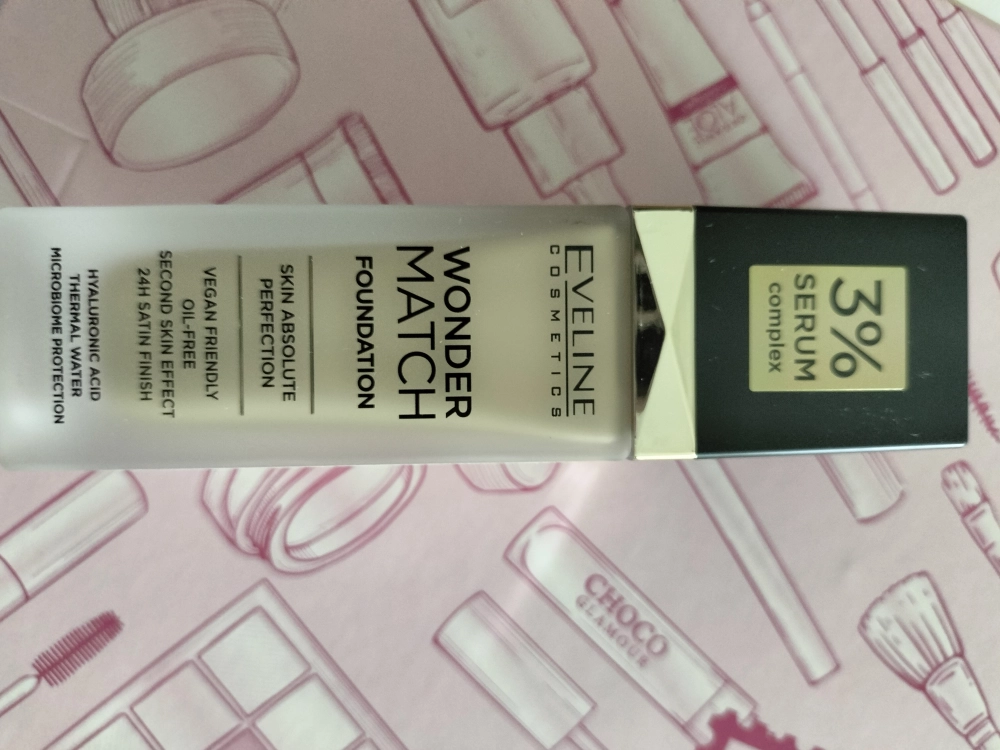 3%
SERUM
complex
EVELINE
COSMETICS
WONDER
MATCH
FOUNDATION
SKIN ABSOLUTE
PERFECTION
VEGAN FRIENDLY
OIL-FREE
SECOND SKIN EFFECT
24H SATIN FINISH
HYALURONIC ACID
THERMAL WATER
MICROBIOME PROTECTION
CHOCO
GLAMOUR